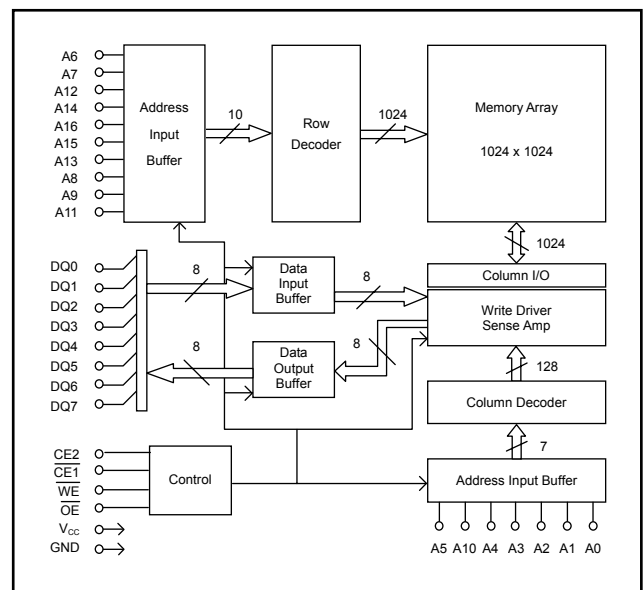 A6
A7
A12
A14
A16
A15
A13
A8
A9
A11
Address
Input
Buffer
10
Row
Decoder
1024
Memory Array
1024 x 1024
1024
DQ0
DQ1
DQ2
DQ3
DQ4
DQ5
DQ6
DQ7
8
Data
Input
Buffer
8
Column I/O
Write Driver
Sense Amp
8
Data
Output
Buffer
8
128
Column Decoder
7
CE2
CE1
WE
OE
VCC
GND
Control
Address Input Buffer
A5 A10 A4 A3 A2 A1 A0